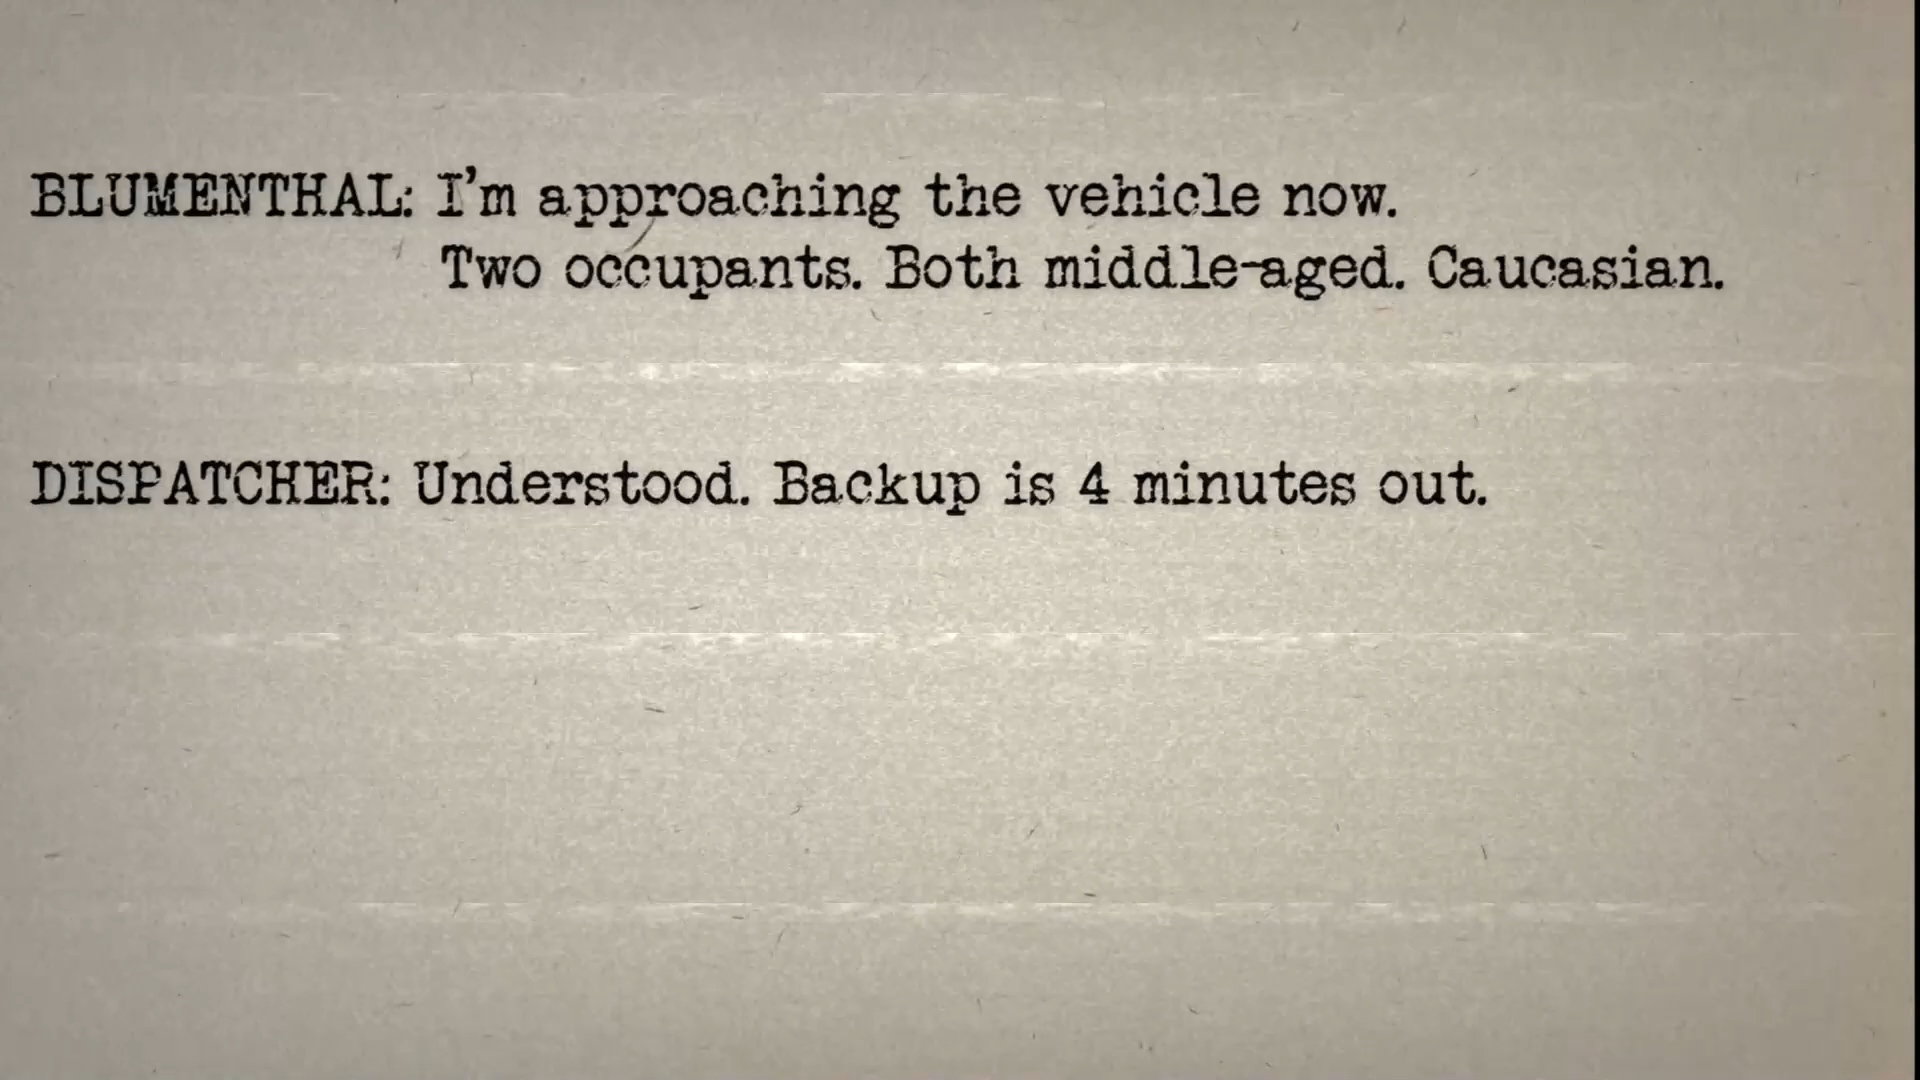 BLUMENTHAL: I'm approaching the vehicle now.
Two occupants. Both middle-aged. Caucasian.
DISPATCHER: Understood. Backup is 4 minutes out.